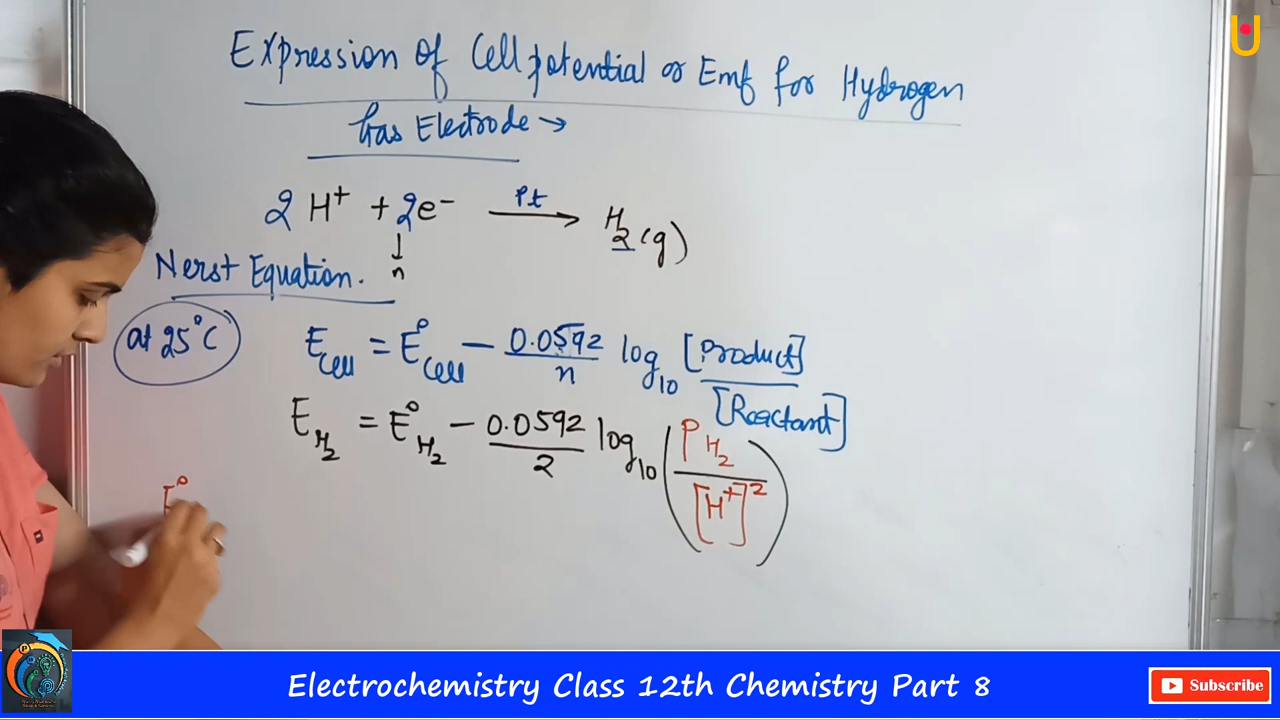 Expression of Cell potential or Emf for Hydrogen
Gas Electrode →
2 H⁺ + 2e⁻ —Pt→ H₂(g)
↓
n
Nerst Equation.
at 25°C
E_Cell = E°_Cell - 0.0592/n log₁₀ [Product]/[Reactant]
E_H₂ = E°_H₂ - 0.0592/2 log₁₀ (P_H₂/[H⁺]²)
E°
Electrochemistry Class 12th Chemistry Part 8
Subscribe